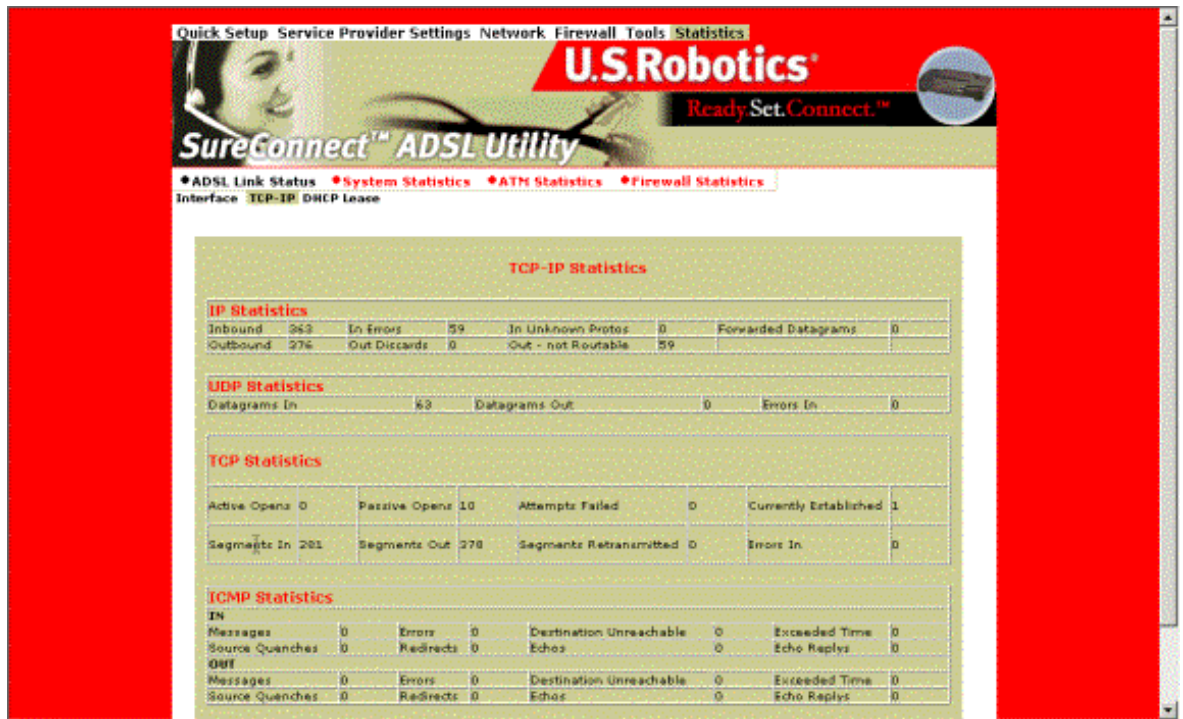 Quick Setup Service Provider Settings Network Firewall Tools Statistics
U.S.Robotics
Ready.Set.Connect.™
SureConnect™ ADSL Utility
ADSL Link Status System Statistics ATM Statistics Firewall Statistics
Interface TCP-IP DHCP Lease
TCP-IP Statistics
IP Statistics
Inbound 363 In Errors 59 In Unknown Protos 0 Forwarded Datagrams 0
Outbound 376 Out Discards 0 Out - not Routable 59
UDP Statistics
Datagrams In 63 Datagrams Out 0 Errors In 0
TCP Statistics
Active Opens 0 Passive Opens 10 Attempts Failed 0 Currently Established 1
Segments In 281 Segments Out 378 Segments Retransmitted 0 Errors In 0
ICMP Statistics
IN
Messages 0 Errors 0 Destination Unreachable 0 Exceeded Time 0
Source Quenches 0 Redirects 0 Echos 0 Echo Replys 0
OUT
Messages 0 Errors 0 Destination Unreachable 0 Exceeded Time 0
Source Quenches 0 Redirects 0 Echos 0 Echo Replys 0